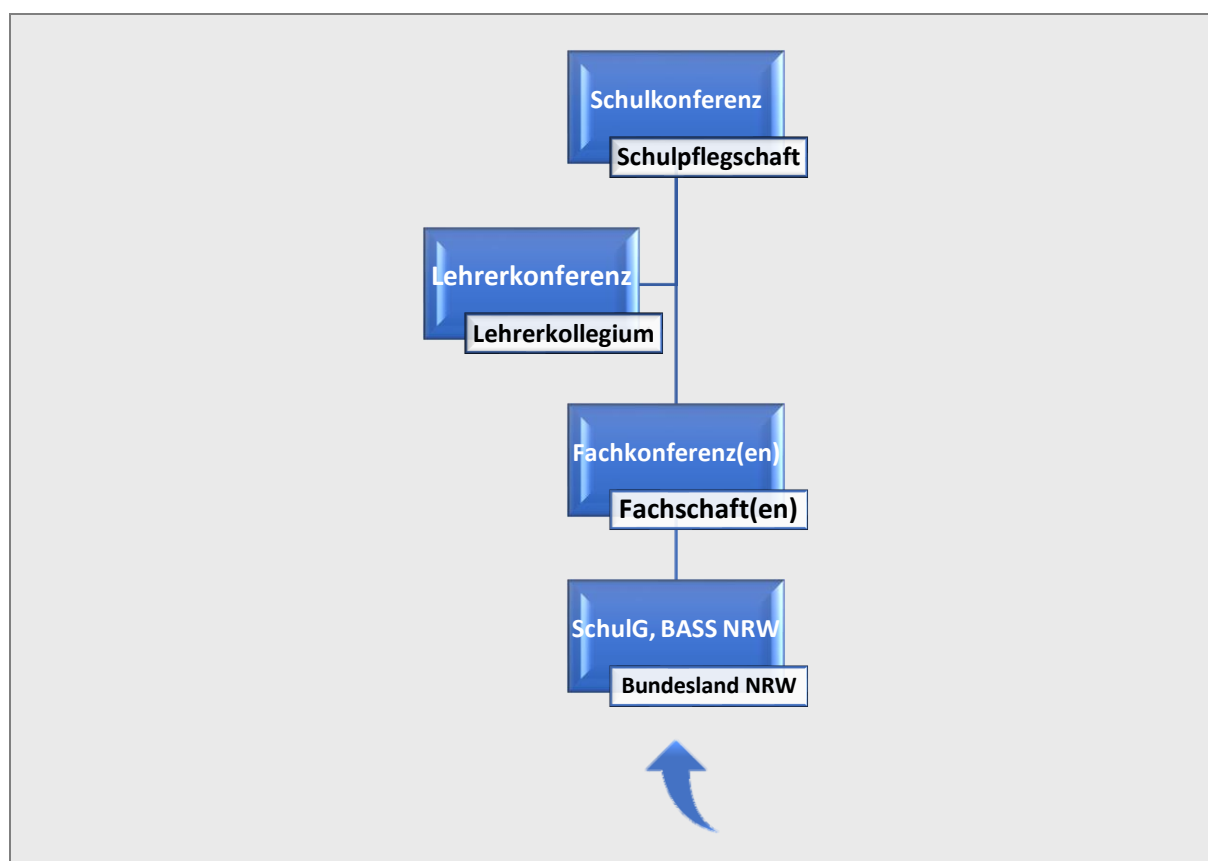 Schulkonferenz
Schulpflegschaft
Lehrerkonferenz
Lehrerkollegium
Fachkonferenz(en)
Fachschaft(en)
SchulG, BASS NRW
Bundesland NRW